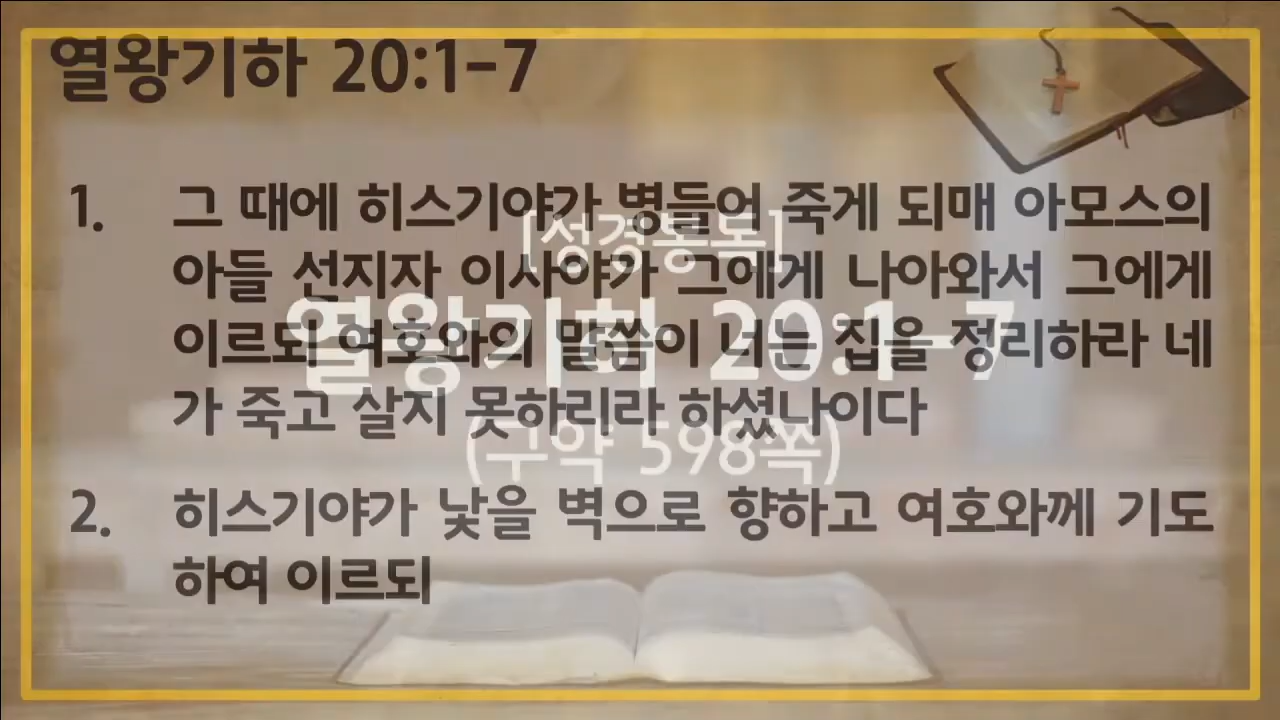 열왕기하 20:1-7
1. 그 때에 히스기야가 병들어 죽게 되매 아모스의
아들 선지자 이사야가 그에게 나아와서 그에게
이르되 여호와의 말씀이 너는 집을 정리하라 네
가 죽고 살지 못하리라 하셨나이다
2. 히스기야가 낯을 벽으로 향하고 여호와께 기도
하여 이르되
[성경봉독]
열왕기하 20:1-7
(구약 598쪽)